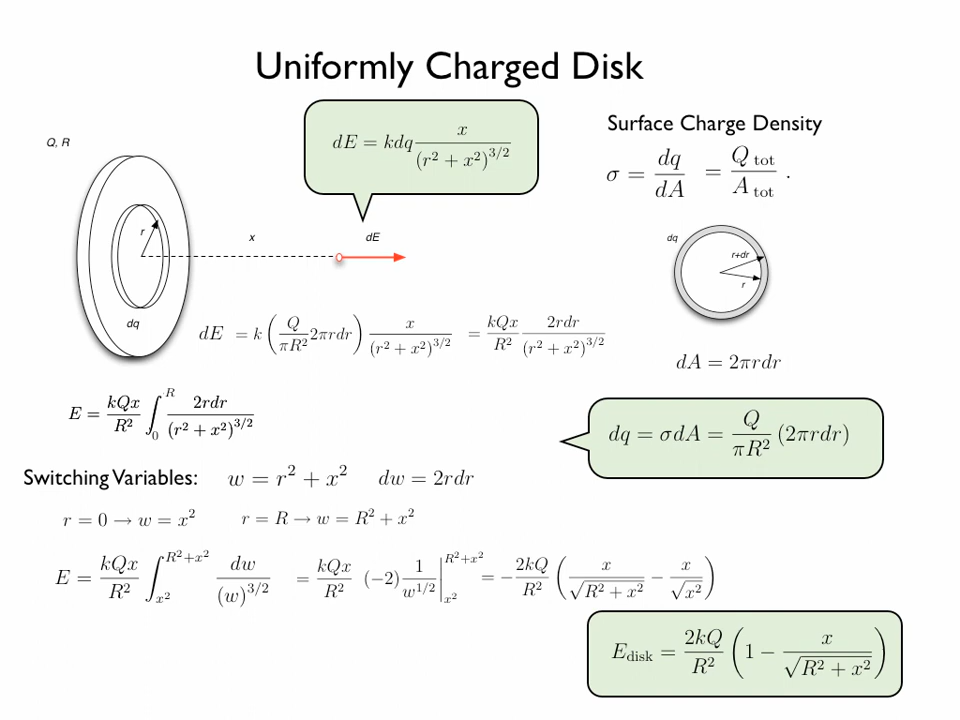 Uniformly Charged Disk
dE = kdq x/(r² + x²)^{3/2}
Surface Charge Density
σ = dq/dA = Q_tot/A_tot .
Q, R
r
x
dE
dq
dq
r+dr
r
dE = k (Q/πR² 2πrdr) x/(r² + x²)^{3/2} = kQx/R² 2rdr/(r² + x²)^{3/2}
dA = 2πrdr
E = kQx/R² ∫_0^R 2rdr/(r² + x²)^{3/2}
dq = σdA = Q/πR² (2πrdr)
Switching Variables: w = r² + x² dw = 2rdr
r = 0 → w = x² r = R → w = R² + x²
E = kQx/R² ∫_{x²}^{R²+x²} dw/(w)^{3/2} = kQx/R² (−2) 1/w^{1/2} |_{x²}^{R²+x²} = − 2kQ/R² (x/√(R² + x²) − x/√(x²))
E_disk = 2kQ/R² (1 − x/√(R² + x²))